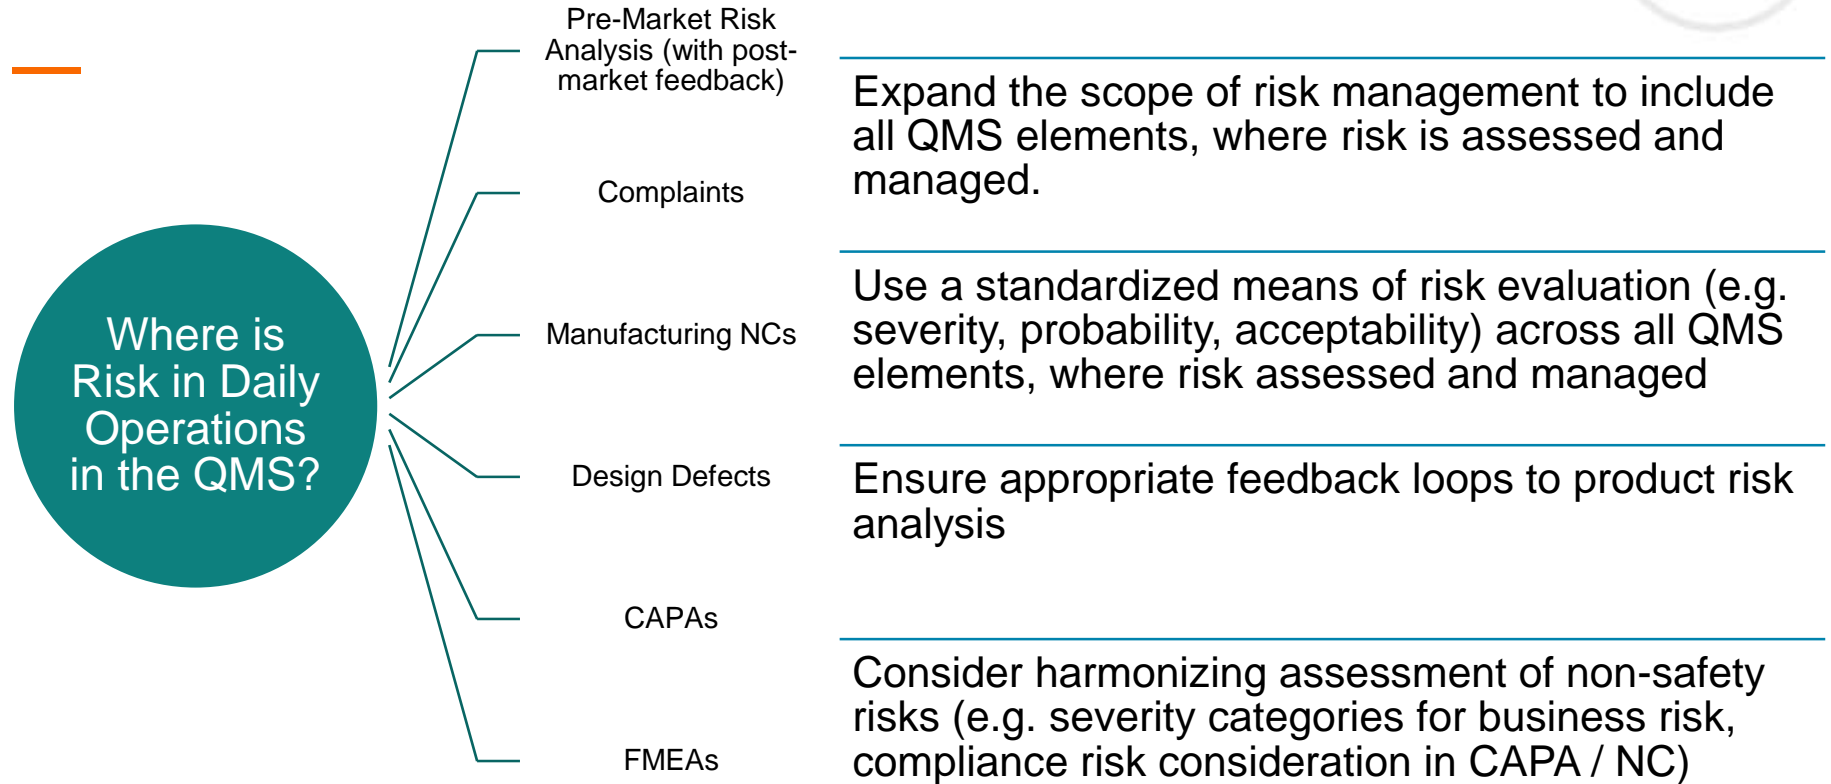 Where is
Risk in Daily
Operations
in the QMS?
Pre-Market Risk
Analysis (with post-
market feedback)
Complaints
Manufacturing NCs
Design Defects
CAPAs
FMEAs
Expand the scope of risk management to include
all QMS elements, where risk is assessed and
managed.
Use a standardized means of risk evaluation (e.g.
severity, probability, acceptability) across all QMS
elements, where risk assessed and managed
Ensure appropriate feedback loops to product risk
analysis
Consider harmonizing assessment of non-safety
risks (e.g. severity categories for business risk,
compliance risk consideration in CAPA / NC)